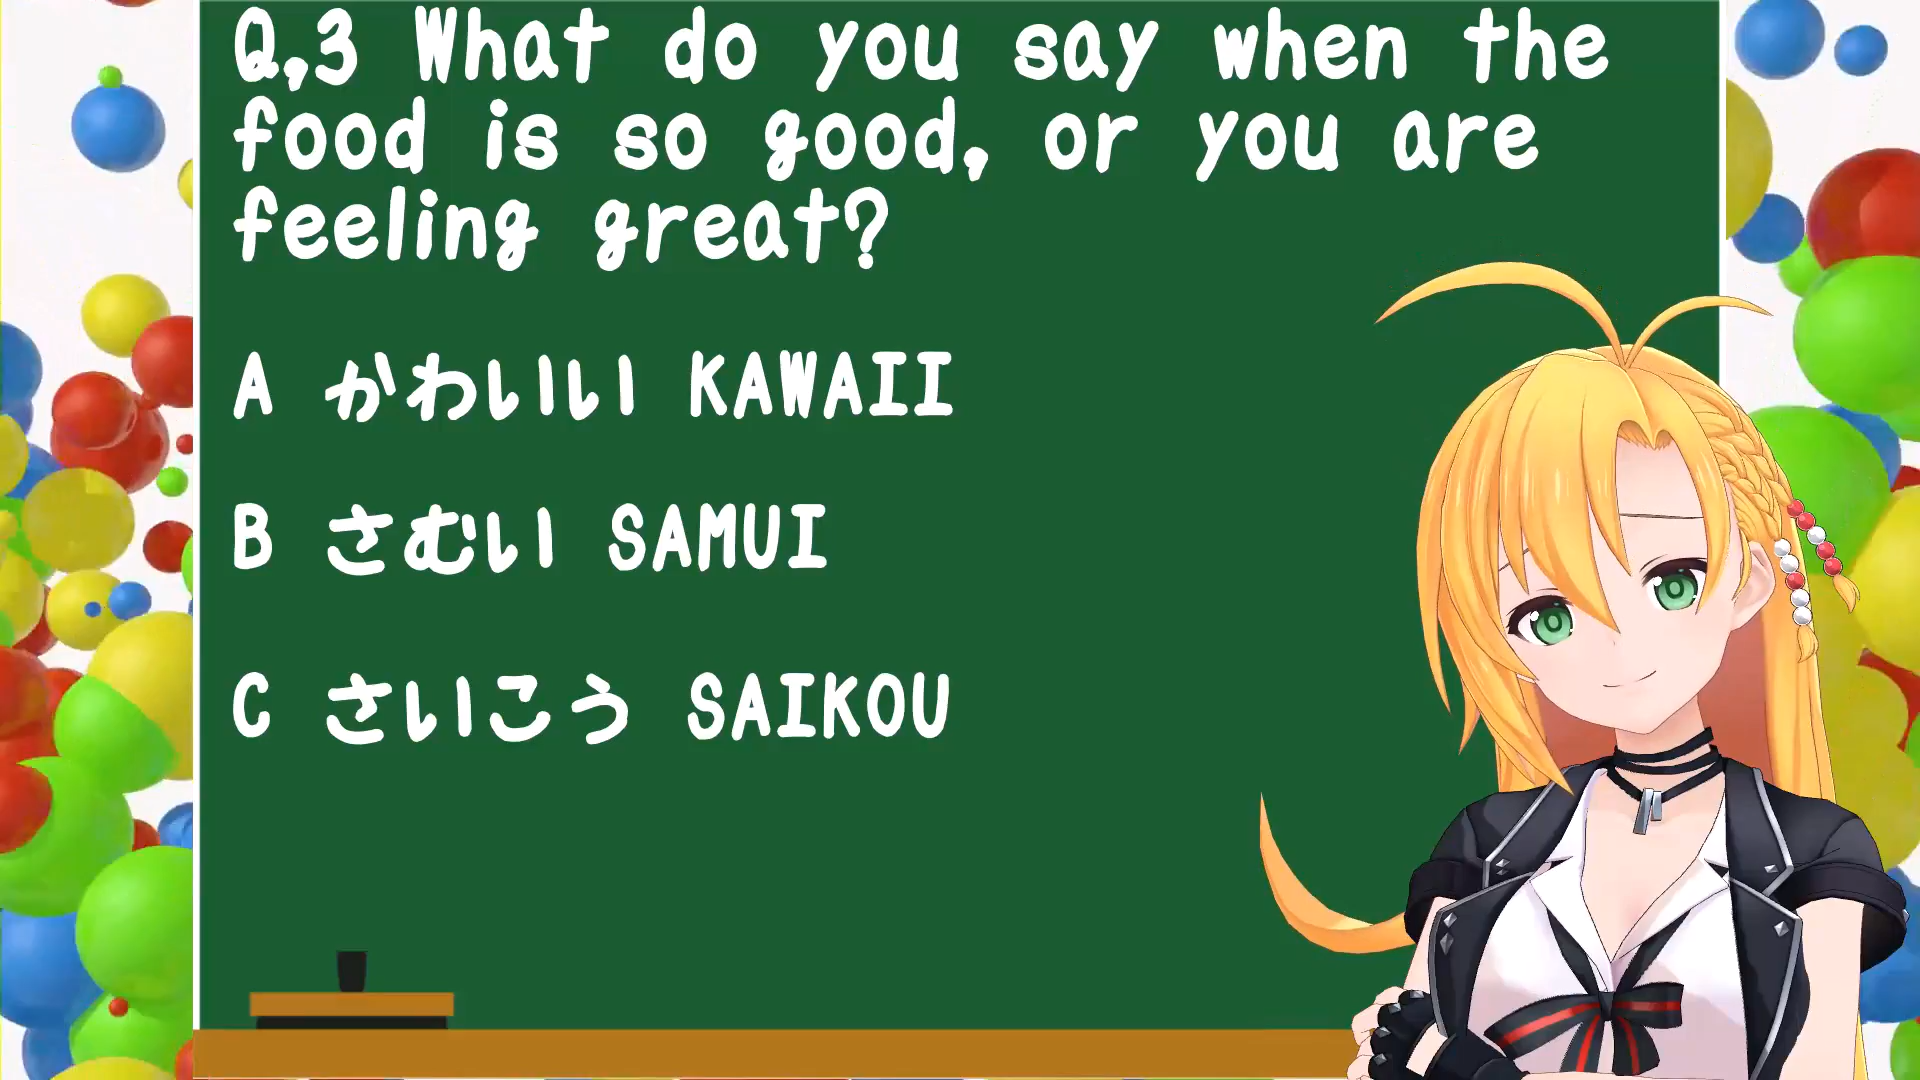 Q,3 What do you say when the
food is so good, or you are
feeling great?
A かわいい KAWAII
B さむい SAMUI
C さいこう SAIKOU